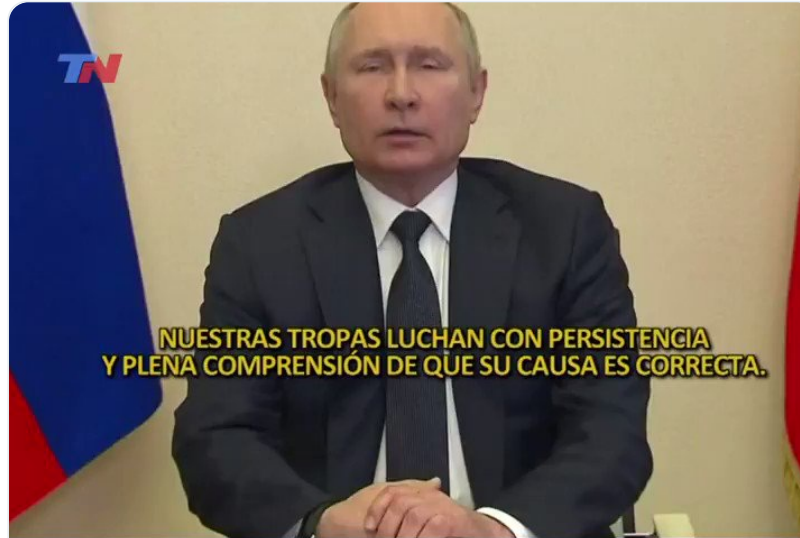 TN
NUESTRAS TROPAS LUCHAN CON PERSISTENCIA
Y PLENA COMPRENSIÓN DE QUE SU CAUSA ES CORRECTA.